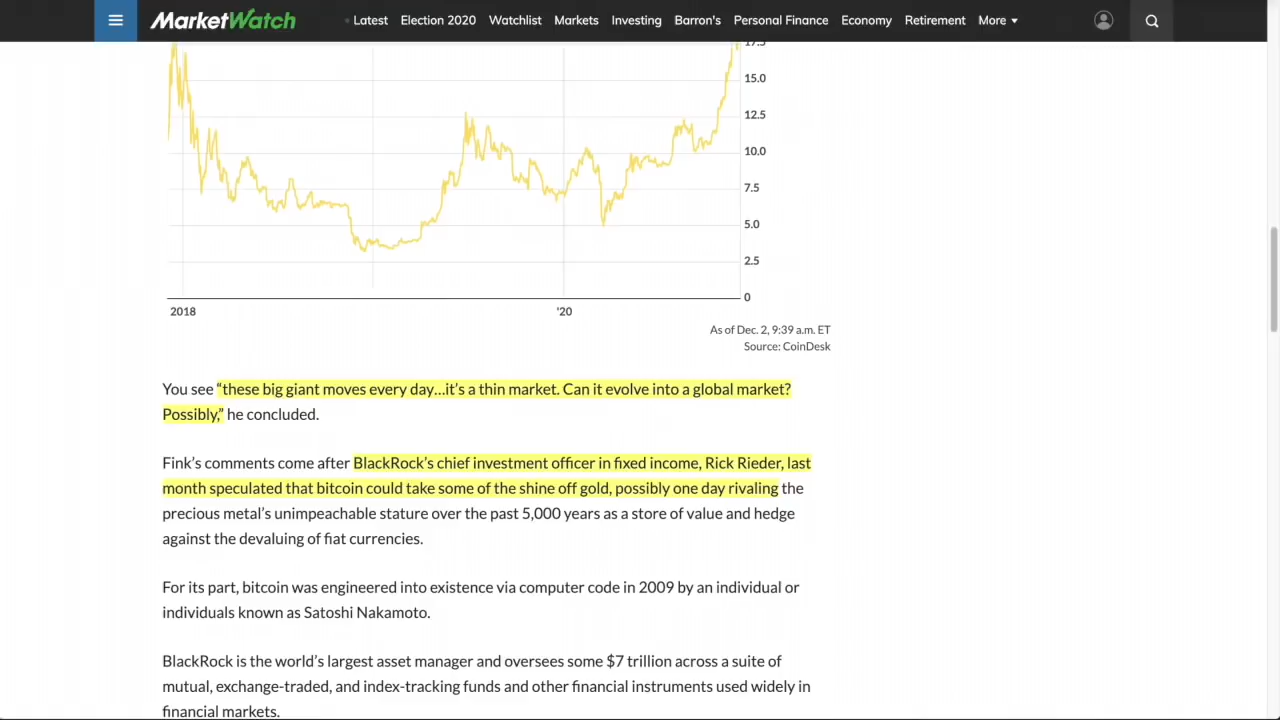 MarketWatch
Latest Election 2020 Watchlist Markets Investing Barron's Personal Finance Economy Retirement More
17.5
15.0
12.5
10.0
7.5
5.0
2.5
0
2018 '20
As of Dec. 2, 9:39 a.m. ET
Source: CoinDesk
You see “these big giant moves every day…it’s a thin market. Can it evolve into a global market?
Possibly,” he concluded.
Fink’s comments come after BlackRock’s chief investment officer in fixed income, Rick Rieder, last
month speculated that bitcoin could take some of the shine off gold, possibly one day rivaling the
precious metal’s unimpeachable stature over the past 5,000 years as a store of value and hedge
against the devaluing of fiat currencies.
For its part, bitcoin was engineered into existence via computer code in 2009 by an individual or
individuals known as Satoshi Nakamoto.
BlackRock is the world’s largest asset manager and oversees some $7 trillion across a suite of
mutual, exchange-traded, and index-tracking funds and other financial instruments used widely in
financial markets.